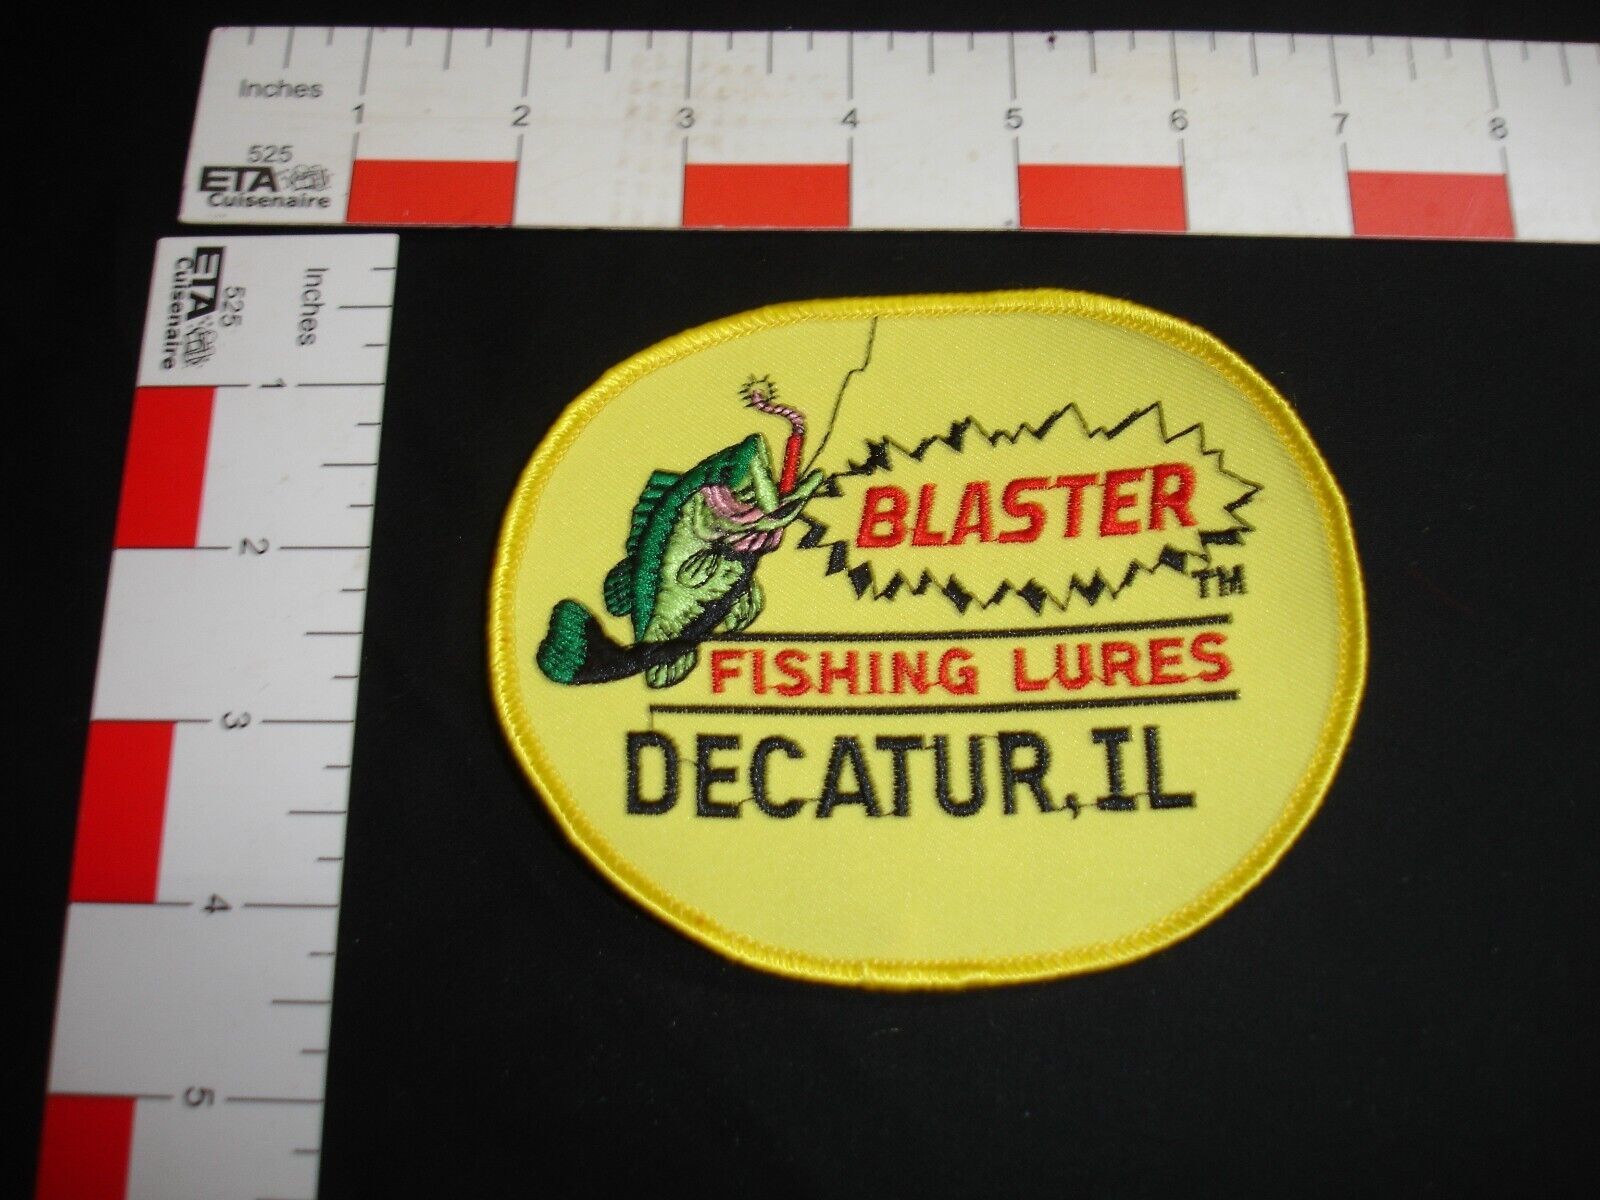 Inches
1 2 3 4 5 6 7 8
525
ETA
Cuisenaire
Inches
525
ETA
Cuisenaire
1
2
3
4
5
BLASTER
TM
FISHING LURES
DECATUR, IL